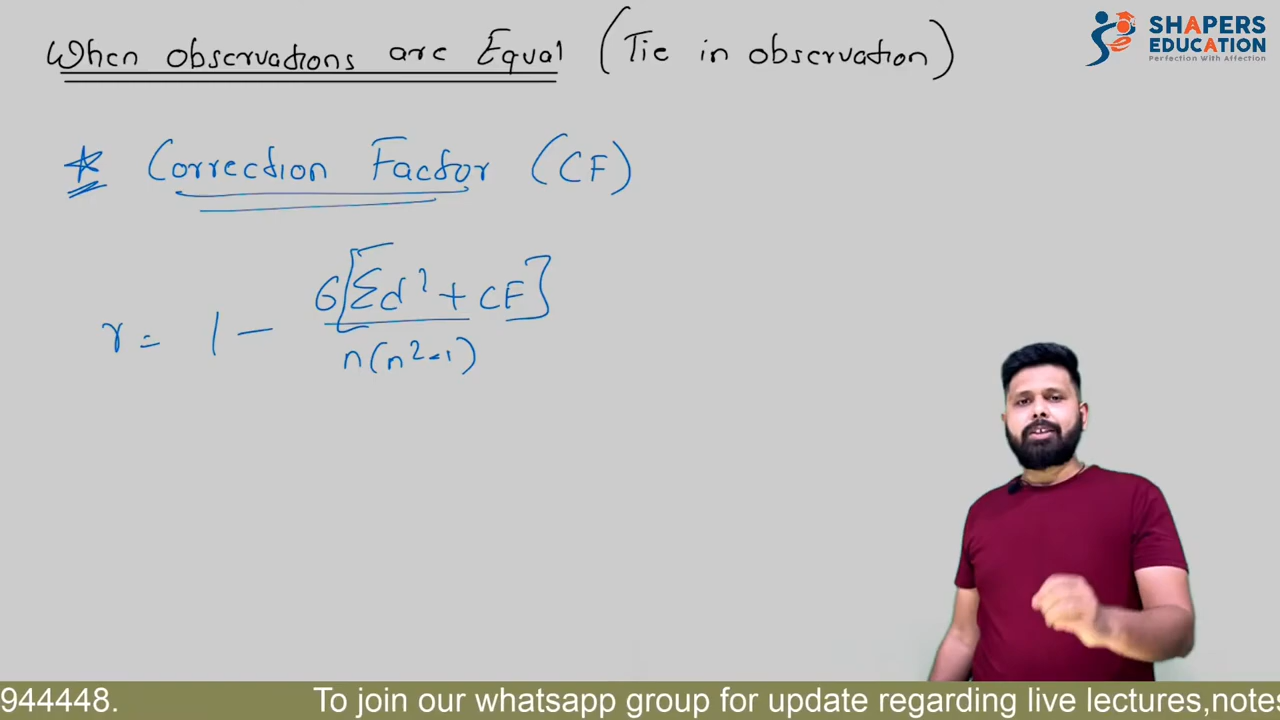 When observations are Equal (Tie in observation)
SHAPERS
EDUCATION
Perfection With Affection
* Correction Factor (CF)
r = 1 - 6[Σd² + CF]
n(n²-1)
944448. To join our whatsapp group for update regarding live lectures,notes